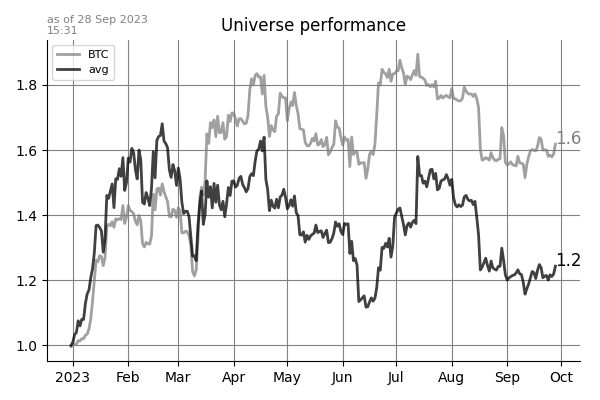 as of 28 Sep 2023
15:31
Universe performance
BTC
avg
1.8
1.6
1.4
1.2
1.0
1.6
1.2
2023 Feb Mar Apr May Jun Jul Aug Sep Oct